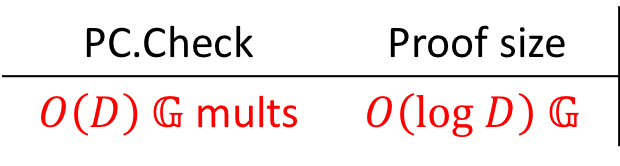 PC.Check Proof size
O(D) 𝔾 mults O(log D) 𝔾